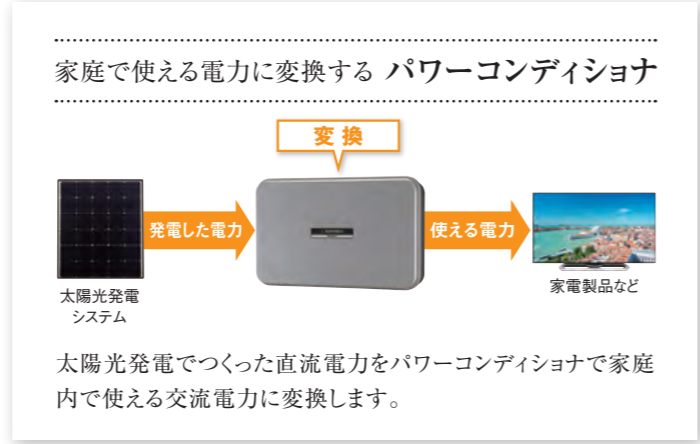 家庭で使える電力に変換する パワーコンディショナ
変換
発電した電力
使える電力
太陽光発電
システム
家電製品など
太陽光発電でつくった直流電力をパワーコンディショナで家庭
内で使える交流電力に変換します。